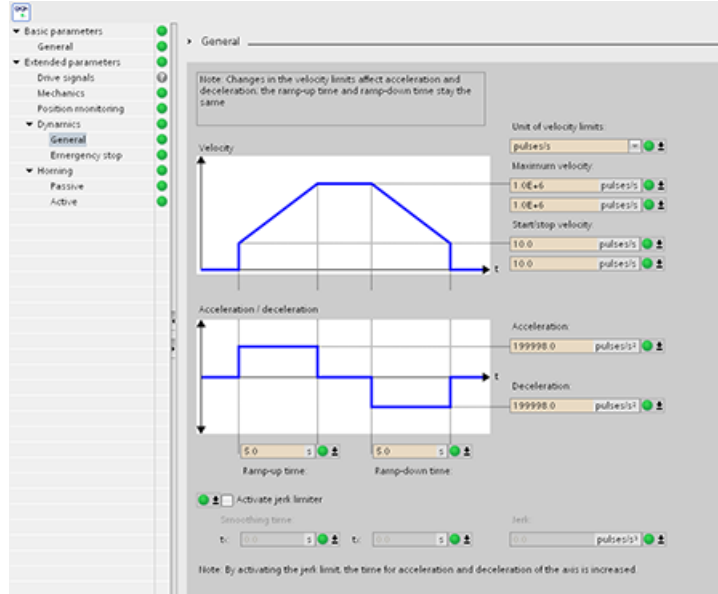 Basic parameters
General
Extended parameters
Drive signals
Mechanics
Position monitoring
Dynamics
General
Emergency stop
Homing
Passive
Active
General
Note: Changes in the velocity limits affect acceleration and
deceleration, the ramp-up time and ramp-down time stay the
same
Unit of velocity limits:
pulses/s
Velocity
Maximum velocity:
1.0E+6 pulses/s
1.0E+6 pulses/s
Start/stop velocity:
10.0 pulses/s
10.0 pulses/s
t
Acceleration / deceleration
Acceleration:
199998.0 pulses/s²
t
Deceleration:
199998.0 pulses/s²
5.0 s 5.0 s
Ramp-up time: Ramp-down time:
Activate jerk limiter
Smoothing time: Jerk:
t: 0.0 s t: 0.0 s 0.0 pulses/s³
Note: By activating the jerk limit, the time for acceleration and deceleration of the axis is increased.